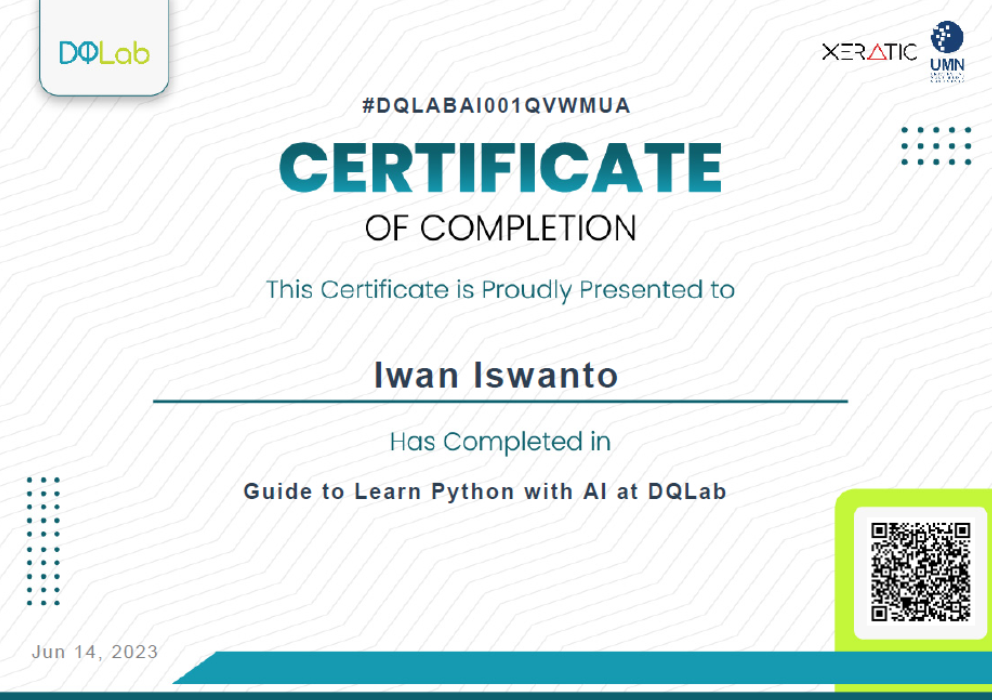 DQLab
XERATIC
UMN
#DQLABAI001QVWMUA
CERTIFICATE
OF COMPLETION
This Certificate is Proudly Presented to
Iwan Iswanto
Has Completed in
Guide to Learn Python with AI at DQLab
Jun 14, 2023